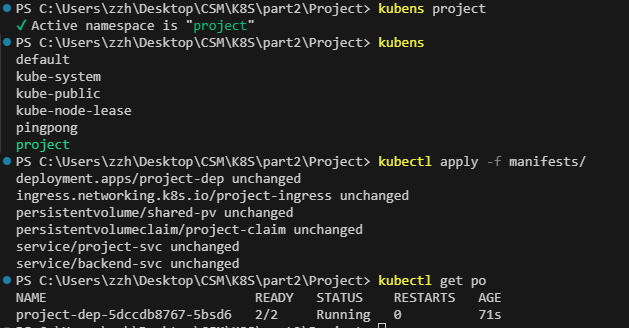 PS C:\Users\zzh\Desktop\CSM\K8S\part2\Project> kubens project
✓ Active namespace is "project"
PS C:\Users\zzh\Desktop\CSM\K8S\part2\Project> kubens
default
kube-system
kube-public
kube-node-lease
pingpong
project
PS C:\Users\zzh\Desktop\CSM\K8S\part2\Project> kubectl apply -f manifests/
deployment.apps/project-dep unchanged
ingress.networking.k8s.io/project-ingress unchanged
persistentvolume/shared-pv unchanged
persistentvolumeclaim/project-claim unchanged
service/project-svc unchanged
service/backend-svc unchanged
PS C:\Users\zzh\Desktop\CSM\K8S\part2\Project> kubectl get po
NAME READY STATUS RESTARTS AGE
project-dep-5dccdb8767-5bsd6 2/2 Running 0 71s